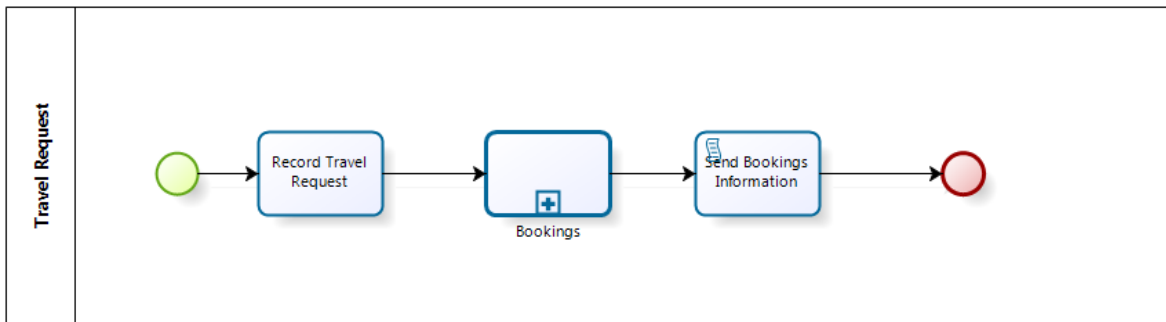 Travel Request
Record Travel
Request
Bookings
Send Bookings
Information